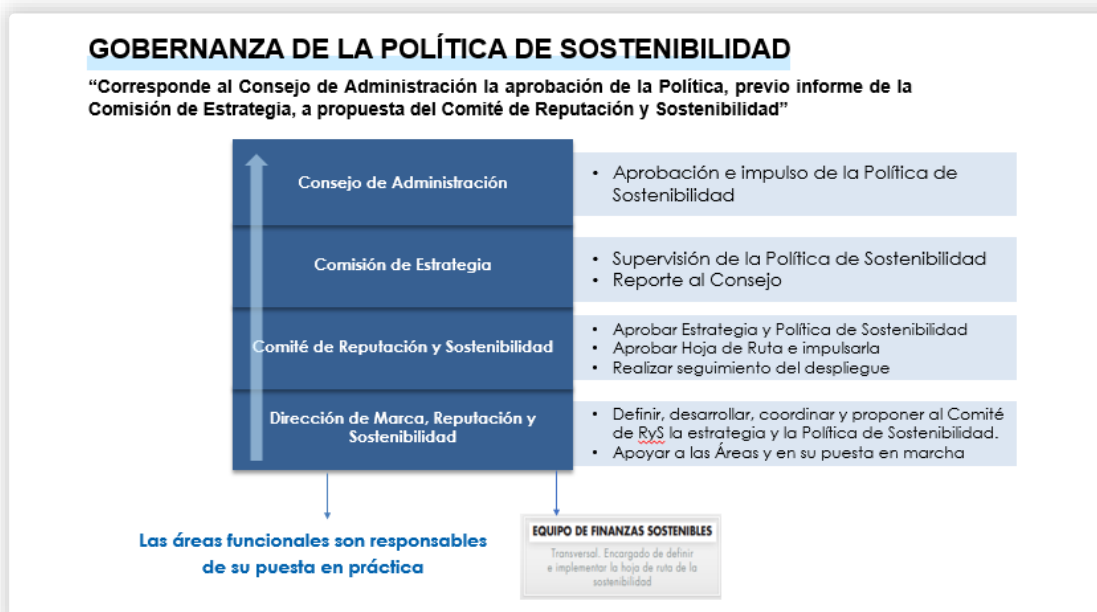 GOBERNANZA DE LA POLÍTICA DE SOSTENIBILIDAD
“Corresponde al Consejo de Administración la aprobación de la Política, previo informe de la
Comisión de Estrategia, a propuesta del Comité de Reputación y Sostenibilidad”
Consejo de Administración
• Aprobación e impulso de la Política de
Sostenibilidad
Comisión de Estrategia
• Supervisión de la Política de Sostenibilidad
• Reporte al Consejo
Comité de Reputación y Sostenibilidad
• Aprobar Estrategia y Política de Sostenibilidad
• Aprobar Hoja de Ruta e impulsarla
• Realizar seguimiento del despliegue
Dirección de Marca, Reputación y
Sostenibilidad
• Definir, desarrollar, coordinar y proponer al Comité
de RyS la estrategia y la Política de Sostenibilidad.
• Apoyar a las Áreas y en su puesta en marcha
Las áreas funcionales son responsables
de su puesta en práctica
EQUIPO DE FINANZAS SOSTENIBLES
Transversal. Encargado de definir
e implementar la hoja de ruta de la
sostenibilidad